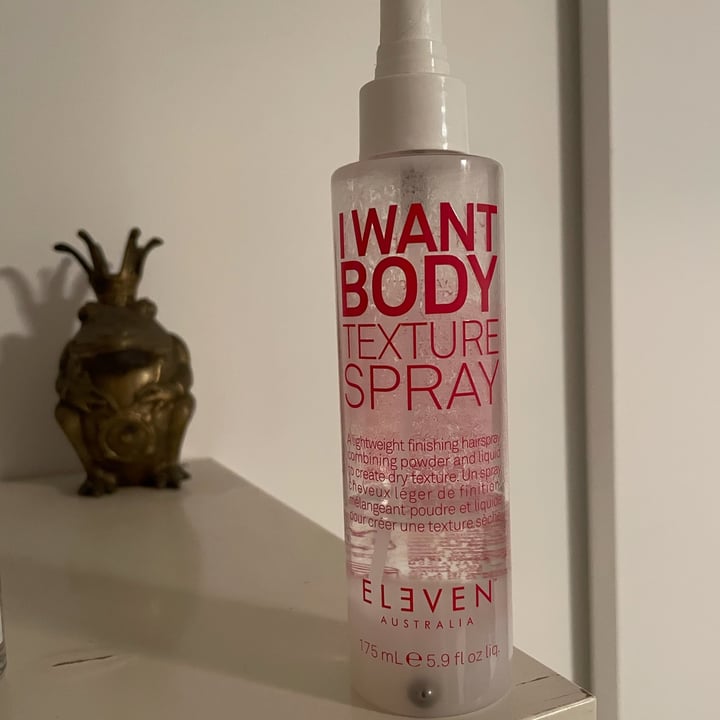 I WANT
BODY
TEXTURE
SPRAY
A lightweight finishing hairspray
combining powder and liquid
to create dry texture. Un spray
cheveux léger de finition,
mélangeant poudre et liquide
pour créer une texture sèche
ELEVEN™
AUSTRALIA
175 mL ℮ 5.9 fl oz liq.